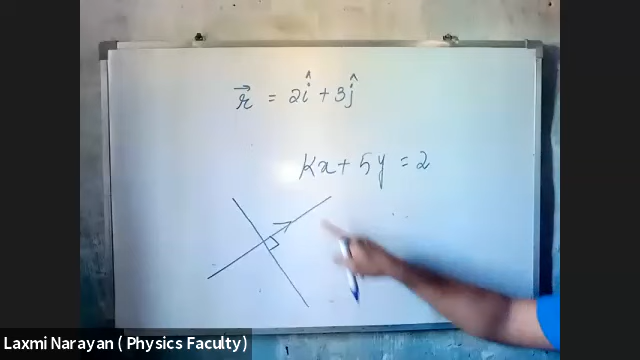 r⃗ = 2î + 3ĵ
Kx + 5y = 2
Laxmi Narayan ( Physics Faculty)